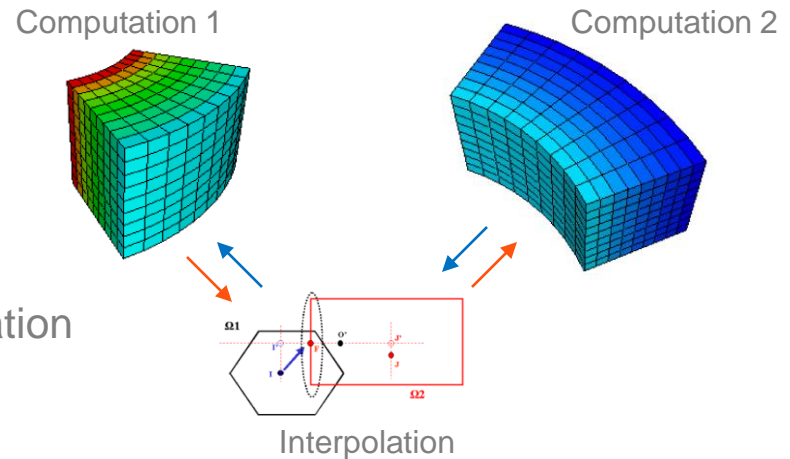 Computation 1
Computation 2
ation
Ω1
I'
F
O'
J'
I
J
Ω2
Interpolation